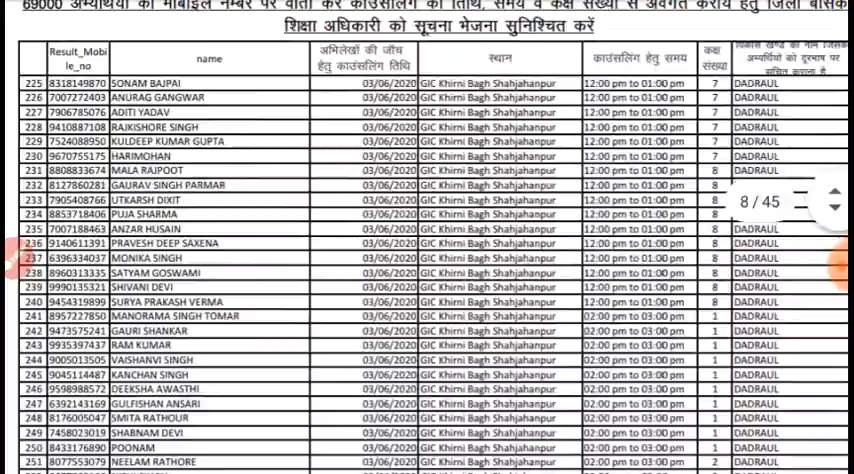 69000 अभ्यर्थियों को मोबाइल नम्बर पर वार्ता कर काउंसलिंग की तिथि, समय व कक्ष संख्या से अवगत कराये हेतु जिला बेसिक
शिक्षा अधिकारी को सूचना भेजना सुनिश्चित करें
Result_Mobile_no name अभिलेखों की जाँच हेतु काउंसलिंग तिथि स्थान काउंसलिंग हेतु समय कक्ष संख्या विकास खण्ड का नाम जिसके अभ्यर्थियों को दूरभाष पर सूचित कराना है
225 8318149870 SONAM BAJPAI 03/06/2020 GIC Khirni Bagh Shahjahanpur 12:00 pm to 01:00 pm 7 DADRAUL
226 7007272403 ANURAG GANGWAR 03/06/2020 GIC Khirni Bagh Shahjahanpur 12:00 pm to 01:00 pm 7 DADRAUL
227 7906785076 ADITI YADAV 03/06/2020 GIC Khirni Bagh Shahjahanpur 12:00 pm to 01:00 pm 7 DADRAUL
228 9410887108 RAJKISHORE SINGH 03/06/2020 GIC Khirni Bagh Shahjahanpur 12:00 pm to 01:00 pm 7 DADRAUL
229 7524088950 KULDEEP KUMAR GUPTA 03/06/2020 GIC Khirni Bagh Shahjahanpur 12:00 pm to 01:00 pm 7 DADRAUL
230 9670755175 HARIMOHAN 03/06/2020 GIC Khirni Bagh Shahjahanpur 12:00 pm to 01:00 pm 7 DADRAUL
231 8808833674 MALA RAJPOOT 03/06/2020 GIC Khirni Bagh Shahjahanpur 12:00 pm to 01:00 pm 8 DADRAUL
232 8127860281 GAURAV SINGH PARMAR 03/06/2020 GIC Khirni Bagh Shahjahanpur 12:00 pm to 01:00 pm 8
233 7905408766 UTKARSH DIXIT 03/06/2020 GIC Khirni Bagh Shahjahanpur 12:00 pm to 01:00 pm 8
8 / 45
234 8853718406 PUJA SHARMA 03/06/2020 GIC Khirni Bagh Shahjahanpur 12:00 pm to 01:00 pm 8
235 7007188463 ANZAR HUSAIN 03/06/2020 GIC Khirni Bagh Shahjahanpur 12:00 pm to 01:00 pm 8 DADRAUL
236 9140611391 PRAVESH DEEP SAXENA 03/06/2020 GIC Khirni Bagh Shahjahanpur 12:00 pm to 01:00 pm 8 DADRAUL
237 6396334037 MONIKA SINGH 03/06/2020 GIC Khirni Bagh Shahjahanpur 12:00 pm to 01:00 pm 8 DADRAUL
238 8960313335 SATYAM GOSWAMI 03/06/2020 GIC Khirni Bagh Shahjahanpur 12:00 pm to 01:00 pm 8 DADRAUL
239 9990135321 SHIVANI DEVI 03/06/2020 GIC Khirni Bagh Shahjahanpur 12:00 pm to 01:00 pm 8 DADRAUL
240 9454319899 SURYA PRAKASH VERMA 03/06/2020 GIC Khirni Bagh Shahjahanpur 12:00 pm to 01:00 pm 8 DADRAUL
241 8957227850 MANORAMA SINGH TOMAR 03/06/2020 GIC Khirni Bagh Shahjahanpur 02:00 pm to 03:00 pm 1 DADRAUL
242 9473575241 GAURI SHANKAR 03/06/2020 GIC Khirni Bagh Shahjahanpur 02:00 pm to 03:00 pm 1 DADRAUL
243 9935397437 RAM KUMAR 03/06/2020 GIC Khirni Bagh Shahjahanpur 02:00 pm to 03:00 pm 1 DADRAUL
244 9005013505 VAISHANVI SINGH 03/06/2020 GIC Khirni Bagh Shahjahanpur 02:00 pm to 03:00 pm 1 DADRAUL
245 9045114487 KANCHAN SINGH 03/06/2020 GIC Khirni Bagh Shahjahanpur 02:00 pm to 03:00 pm 1 DADRAUL
246 9598988572 DEEKSHA AWASTHI 03/06/2020 GIC Khirni Bagh Shahjahanpur 02:00 pm to 03:00 pm 1 DADRAUL
247 6392143169 GULFISHAN ANSARI 03/06/2020 GIC Khirni Bagh Shahjahanpur 02:00 pm to 03:00 pm 1 DADRAUL
248 8176005047 SMITA RATHOUR 03/06/2020 GIC Khirni Bagh Shahjahanpur 02:00 pm to 03:00 pm 1 DADRAUL
249 7458023019 SHABNAM DEVI 03/06/2020 GIC Khirni Bagh Shahjahanpur 02:00 pm to 03:00 pm 1 DADRAUL
250 8433176890 POONAM 03/06/2020 GIC Khirni Bagh Shahjahanpur 02:00 pm to 03:00 pm 1 DADRAUL
251 8077553079 NEELAM RATHORE 03/06/2020 GIC Khirni Bagh Shahjahanpur 02:00 pm to 03:00 pm 2 DADRAUL